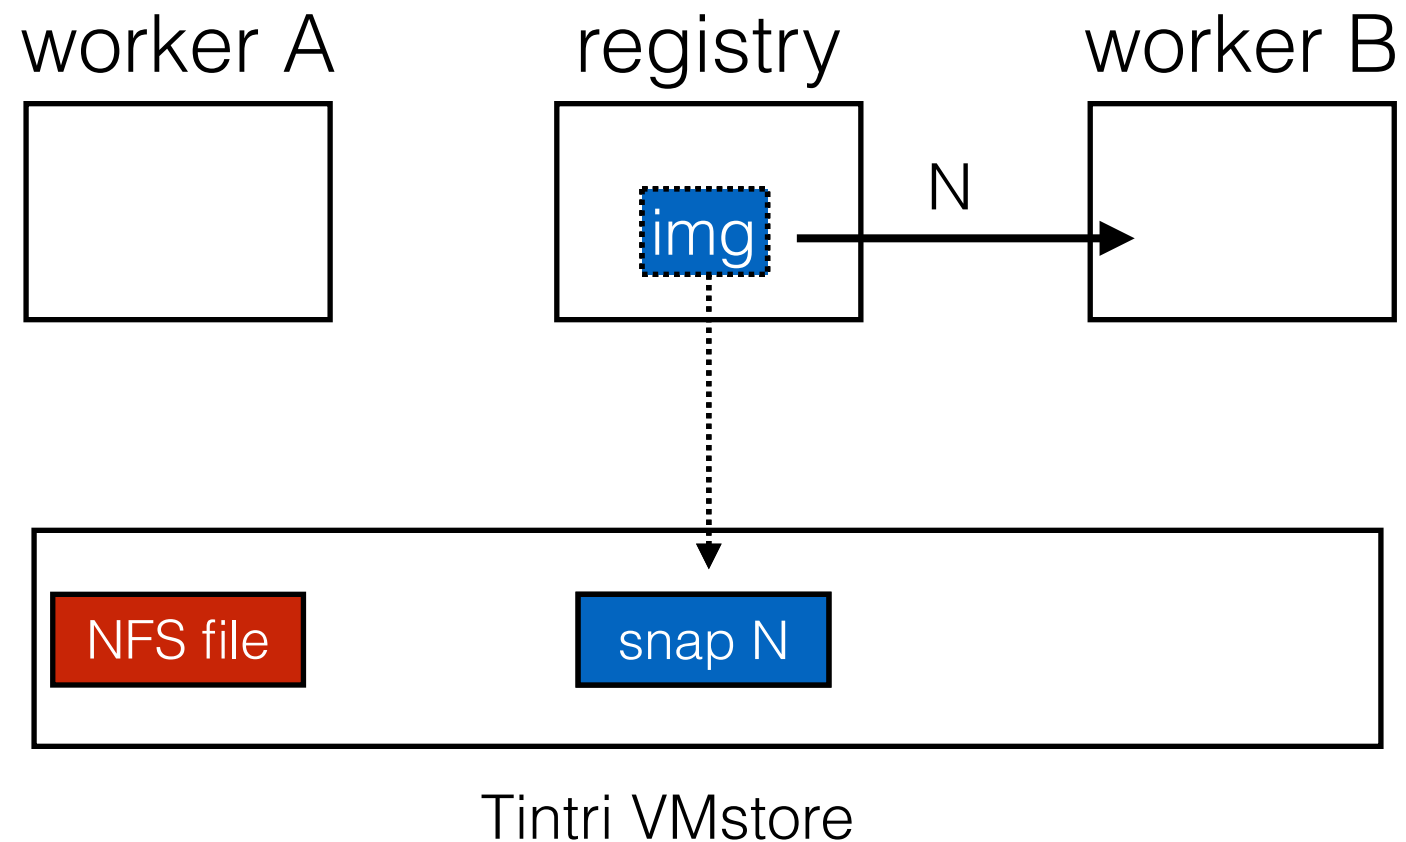 worker A
registry
worker B
N
img
NFS file
snap N
Tintri VMstore